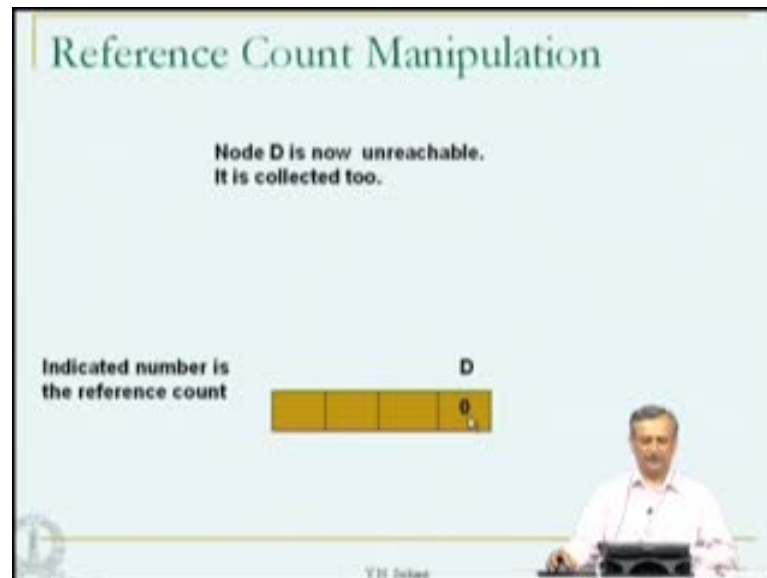 Reference Count Manipulation
Node D is now unreachable.
It is collected too.
Indicated number is
the reference count
D
0